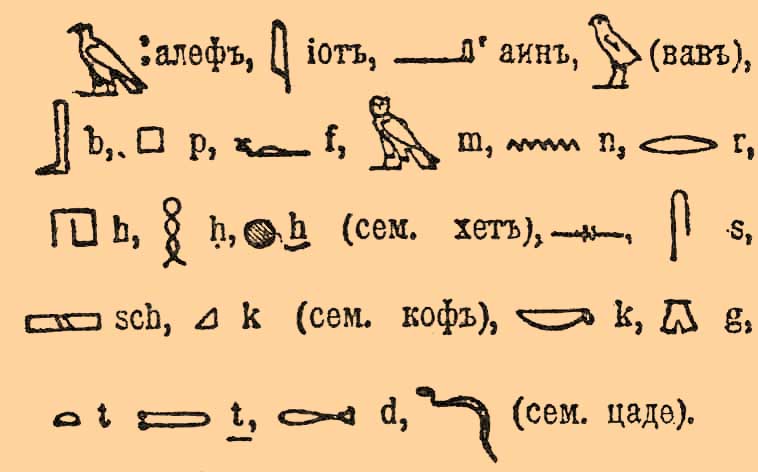 𓄿 ꜣ алефъ, 𓇋 іотъ, 𓂝 ' аинъ, 𓅱 (вавъ),
𓃀 b, 𓊪 p, 𓆑 f, 𓅓 m, 𓈖 n, 𓂋 r,
𓉔 h, 𓎛 ḥ, 𓐍 h̲ (сем. хетъ), 𓊃, 𓋴 s,
𓈙 sch, 𓈎 k (сем. кофъ), 𓎡 k, 𓎼 g,
𓏏 t 𓍿 t̲, 𓂧 d, 𓆓 (сем. цаде).